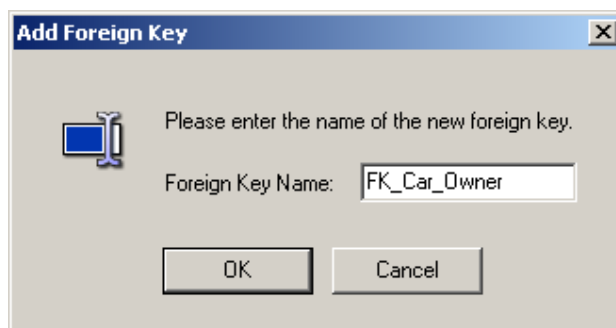 Add Foreign Key
Please enter the name of the new foreign key.
Foreign Key Name: FK_Car_Owner
OK Cancel